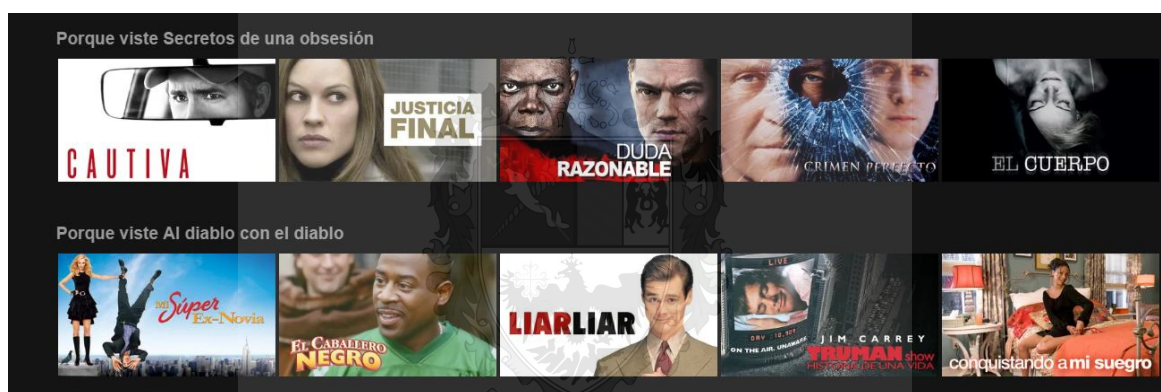 Porque viste Secretos de una obsesión
CAUTIVA
JUSTICIA
FINAL
DUDA
RAZONABLE
CRIMEN PERFECTO
EL CUERPO
Porque viste Al diablo con el diablo
MI Súper
Ex-Novia
EL CABALLERO
NEGRO
LIARLIAR
LIVE
ON THE AIR. UNAWARE
JIM CARREY
TRUMAN show
HISTORIA DE UNA VIDA
conquistando a mi suegro